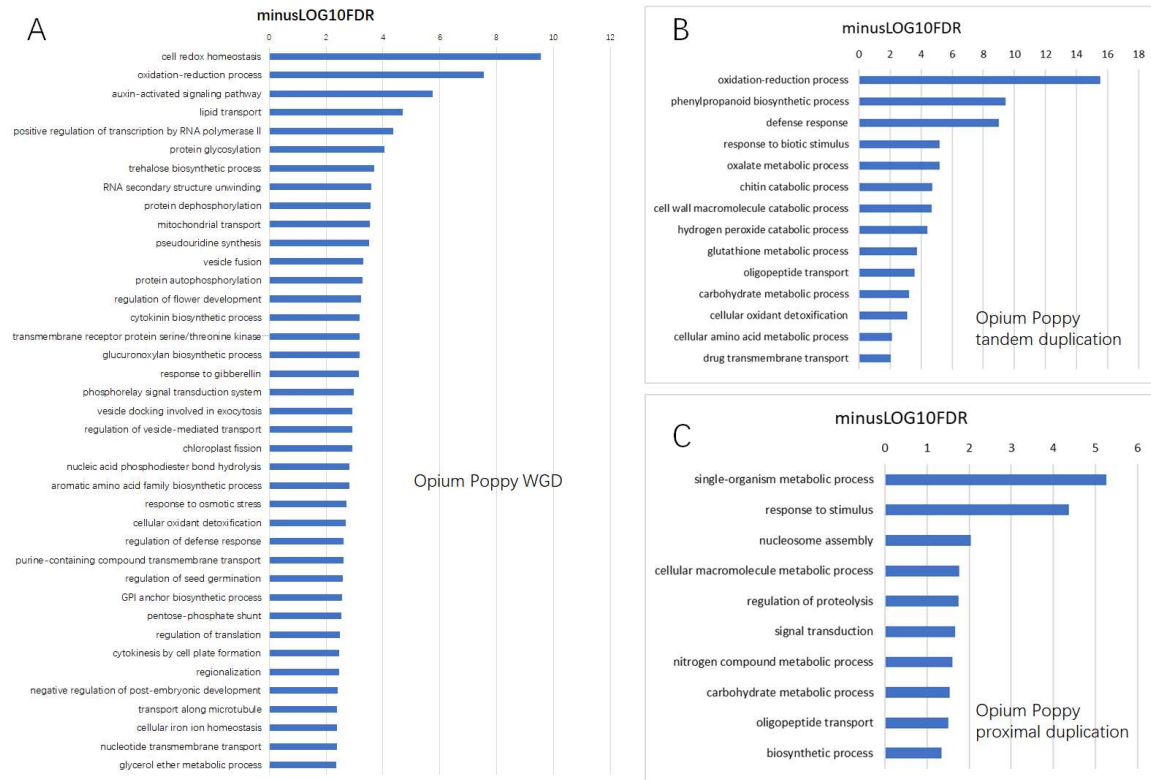 A
minusLOG10FDR
0 2 4 6 8 10 12
cell redox homeostasis
oxidation-reduction process
auxin-activated signaling pathway
lipid transport
positive regulation of transcription by RNA polymerase II
protein glycosylation
trehalose biosynthetic process
RNA secondary structure unwinding
protein dephosphorylation
mitochondrial transport
pseudouridine synthesis
vesicle fusion
protein autophosphorylation
regulation of flower development
cytokinin biosynthetic process
transmembrane receptor protein serine/threonine kinase
glucuronoxylan biosynthetic process
response to gibberellin
phosphorelay signal transduction system
vesicle docking involved in exocytosis
regulation of vesicle-mediated transport
chloroplast fission
nucleic acid phosphodiester bond hydrolysis
aromatic amino acid family biosynthetic process
response to osmotic stress
cellular oxidant detoxification
regulation of defense response
purine-containing compound transmembrane transport
regulation of seed germination
GPI anchor biosynthetic process
pentose-phosphate shunt
regulation of translation
cytokinesis by cell plate formation
regionalization
negative regulation of post-embryonic development
transport along microtubule
cellular iron ion homeostasis
nucleotide transmembrane transport
glycerol ether metabolic process
Opium Poppy WGD
B
minusLOG10FDR
0 2 4 6 8 10 12 14 16 18
oxidation-reduction process
phenylpropanoid biosynthetic process
defense response
response to biotic stimulus
oxalate metabolic process
chitin catabolic process
cell wall macromolecule catabolic process
hydrogen peroxide catabolic process
glutathione metabolic process
oligopeptide transport
carbohydrate metabolic process
cellular oxidant detoxification
cellular amino acid metabolic process
drug transmembrane transport
Opium Poppy
tandem duplication
C
minusLOG10FDR
0 1 2 3 4 5 6
single-organism metabolic process
response to stimulus
nucleosome assembly
cellular macromolecule metabolic process
regulation of proteolysis
signal transduction
nitrogen compound metabolic process
carbohydrate metabolic process
oligopeptide transport
biosynthetic process
Opium Poppy
proximal duplication